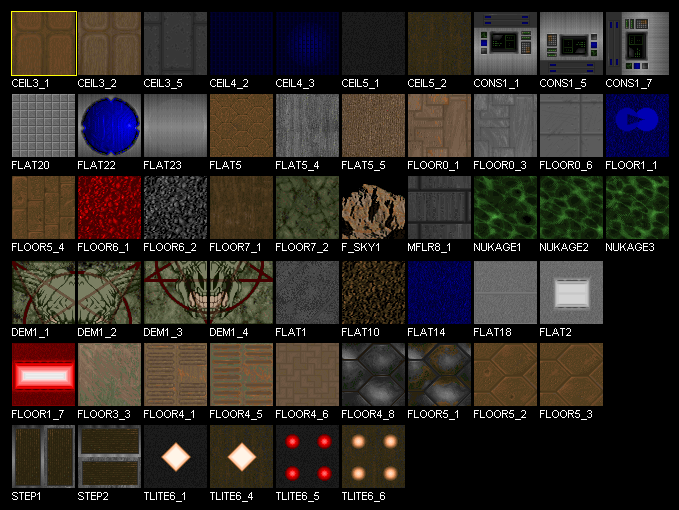 CEIL3_1 CEIL3_2 CEIL3_5 CEIL4_2 CEIL4_3 CEIL5_1 CEIL5_2 CONS1_1 CONS1_5 CONS1_7
FLAT20 FLAT22 FLAT23 FLAT5 FLAT5_4 FLAT5_5 FLOOR0_1 FLOOR0_3 FLOOR0_6 FLOOR1_1
FLOOR5_4 FLOOR6_1 FLOOR6_2 FLOOR7_1 FLOOR7_2 F_SKY1 MFLR8_1 NUKAGE1 NUKAGE2 NUKAGE3
DEM1_1 DEM1_2 DEM1_3 DEM1_4 FLAT1 FLAT10 FLAT14 FLAT18 FLAT2
FLOOR1_7 FLOOR3_3 FLOOR4_1 FLOOR4_5 FLOOR4_6 FLOOR4_8 FLOOR5_1 FLOOR5_2 FLOOR5_3
STEP1 STEP2 TLITE6_1 TLITE6_4 TLITE6_5 TLITE6_6